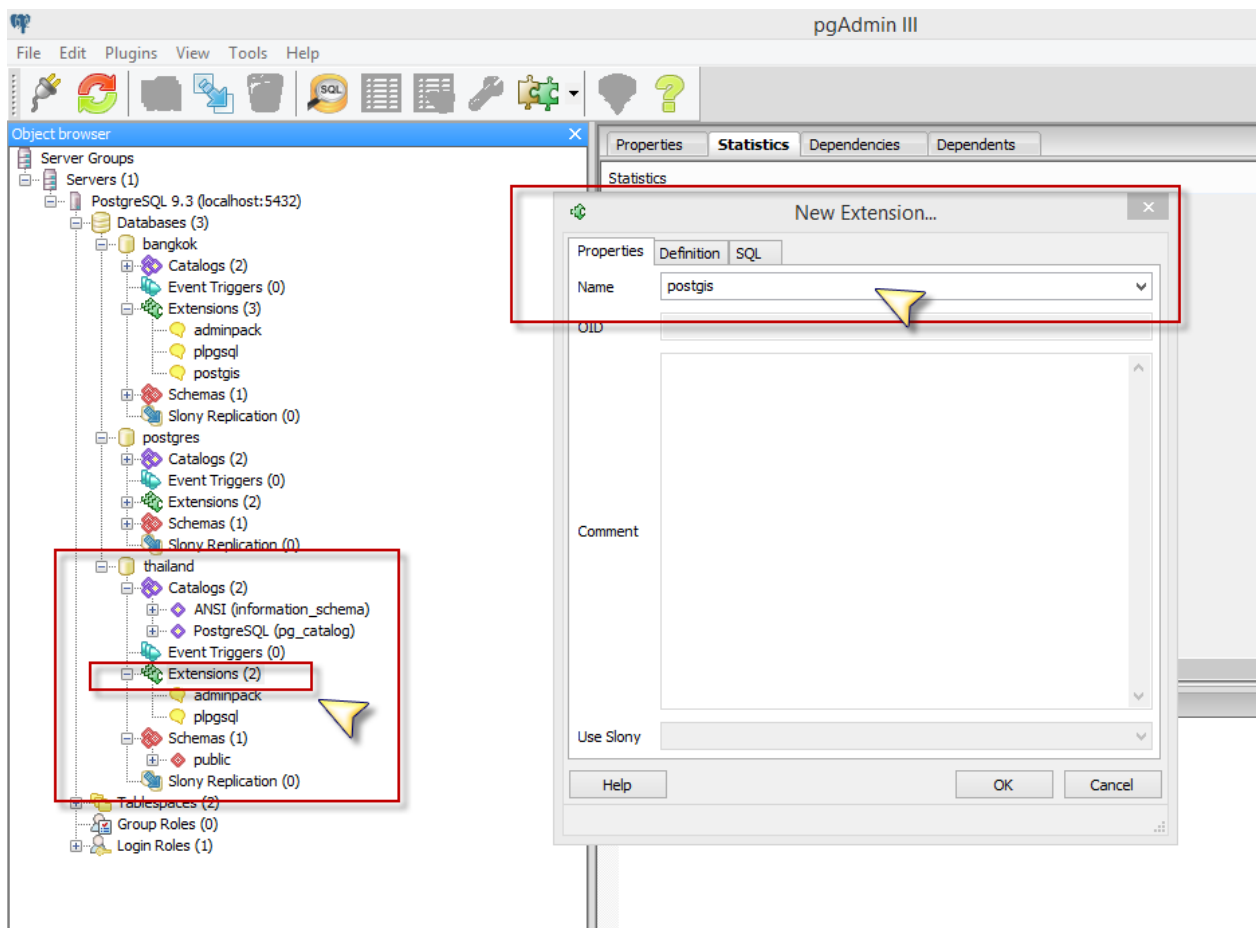 pgAdmin III
File Edit Plugins View Tools Help
SQL
Object browser
Server Groups
Servers (1)
PostgreSQL 9.3 (localhost:5432)
Databases (3)
bangkok
Catalogs (2)
Event Triggers (0)
Extensions (3)
adminpack
plpgsql
postgis
Schemas (1)
Slony Replication (0)
postgres
Catalogs (2)
Event Triggers (0)
Extensions (2)
Schemas (1)
Slony Replication (0)
thailand
Catalogs (2)
ANSI (information_schema)
PostgreSQL (pg_catalog)
Event Triggers (0)
Extensions (2)
adminpack
plpgsql
Schemas (1)
public
Slony Replication (0)
Tablespaces (2)
Group Roles (0)
Login Roles (1)
Properties Statistics Dependencies Dependents
Statistics
New Extension...
Properties Definition SQL
Name postgis
OID
Comment
Use Slony
Help OK Cancel